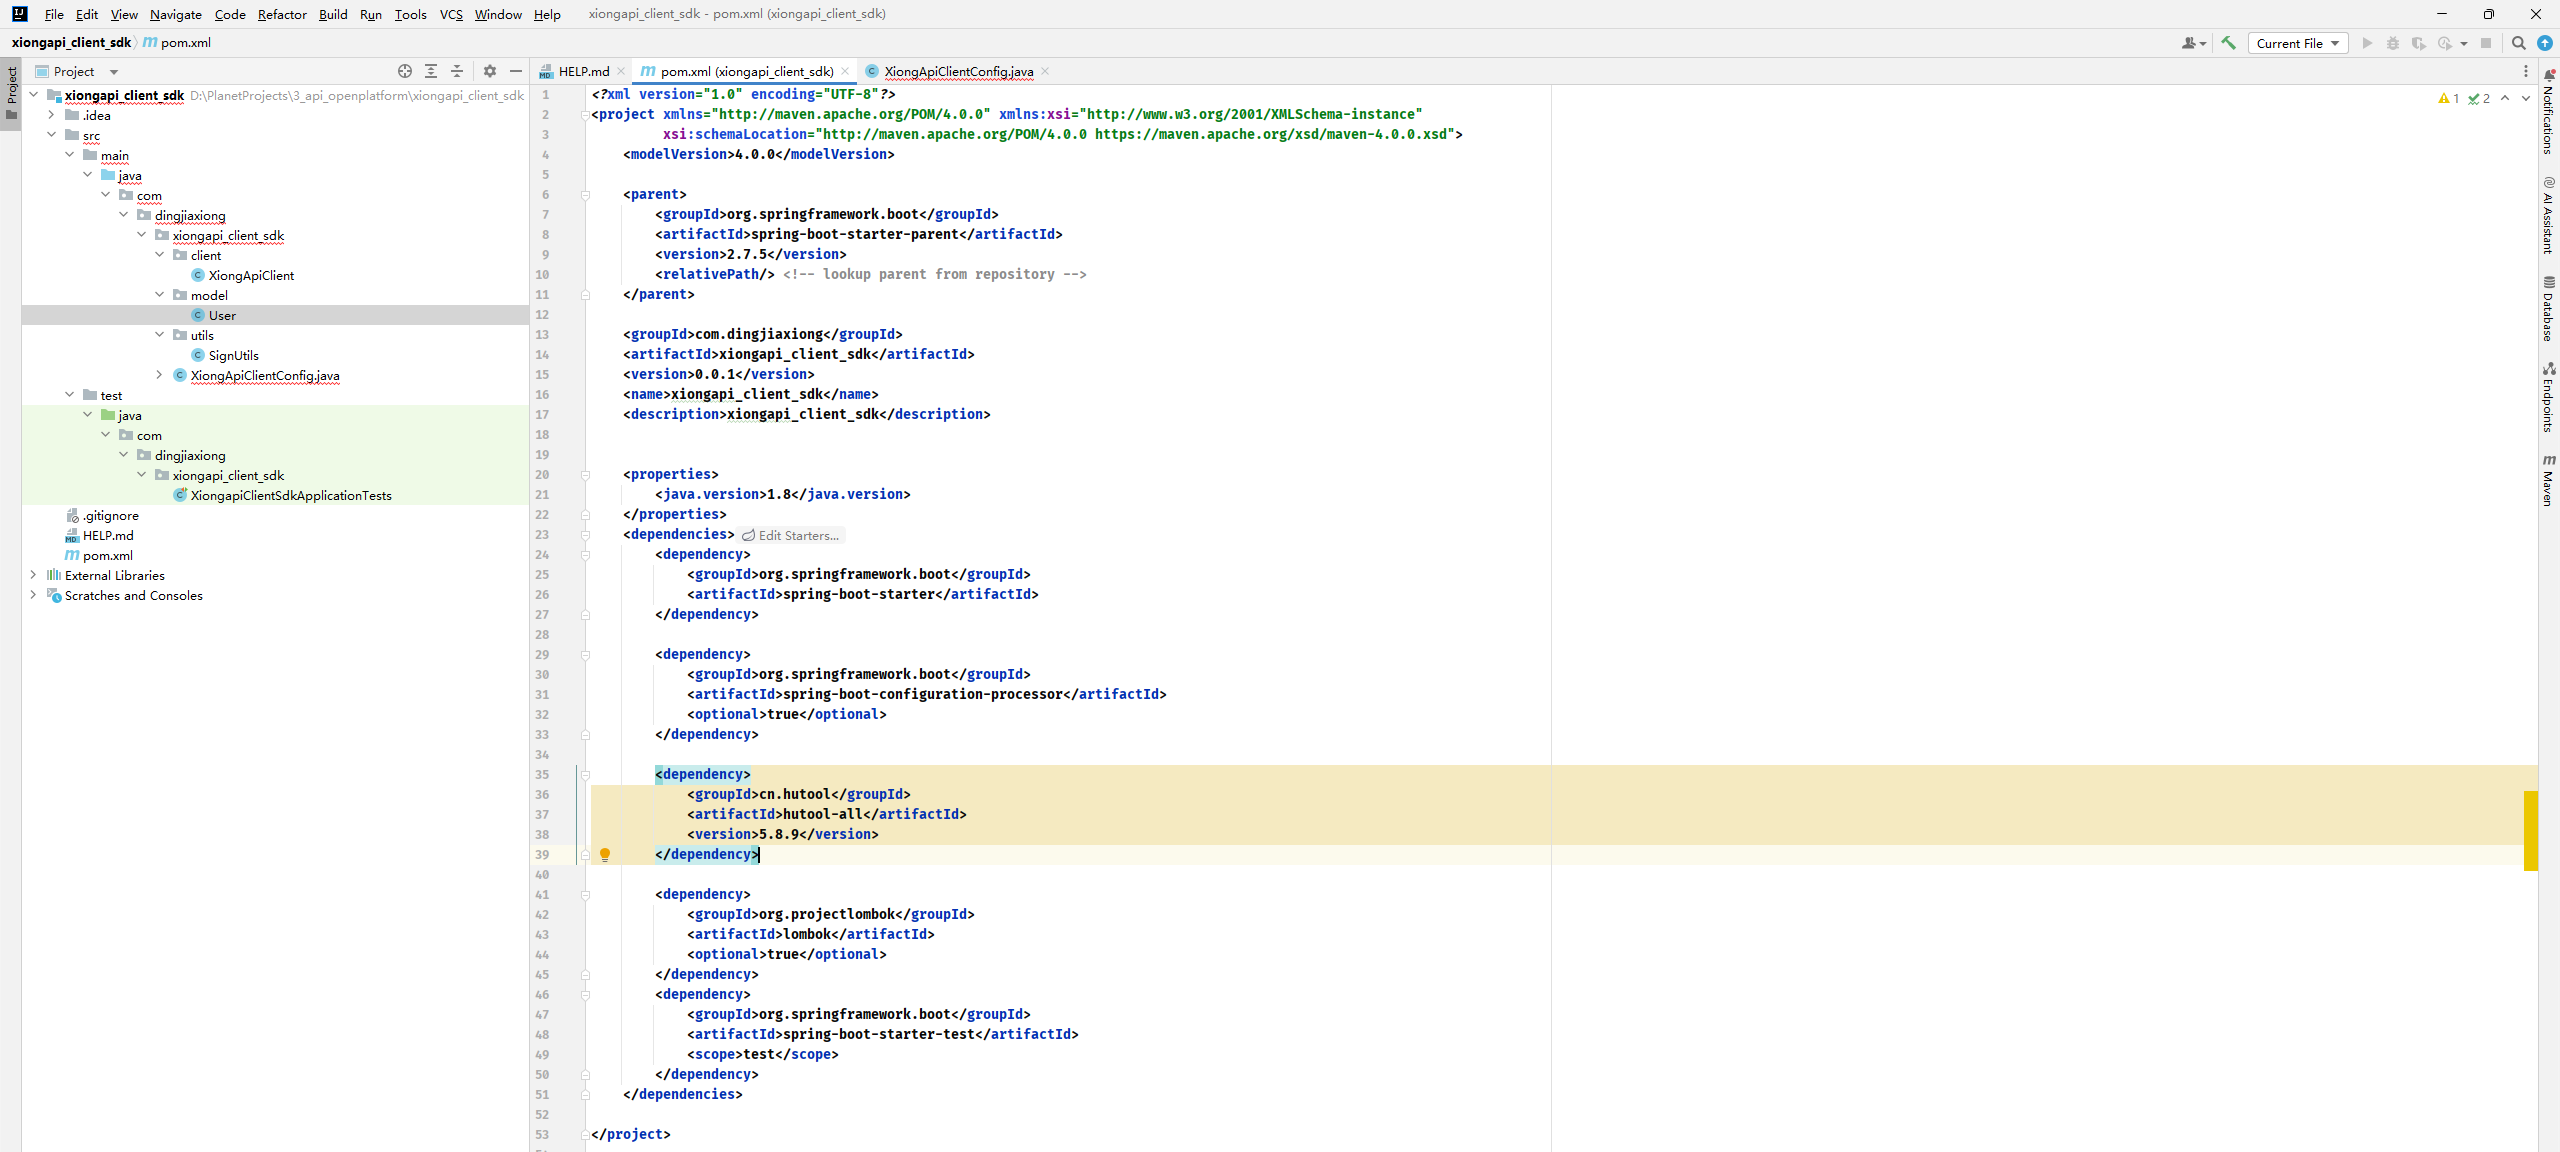 File Edit View Navigate Code Refactor Build Run Tools VCS Window Help xiongapi_client_sdk - pom.xml (xiongapi_client_sdk)
xiongapi_client_sdk pom.xml Current File
Project
Project
HELP.md
pom.xml (xiongapi_client_sdk)
XiongApiClientConfig.java
xiongapi_client_sdk D:\PlanetProjects\3_api_openplatform\xiongapi_client_sdk
.idea
src
main
java
com
dingjiaxiong
xiongapi_client_sdk
client
XiongApiClient
model
User
utils
SignUtils
XiongApiClientConfig.java
test
java
com
dingjiaxiong
xiongapi_client_sdk
XiongapiClientSdkApplicationTests
.gitignore
HELP.md
pom.xml
External Libraries
Scratches and Consoles
1 <?xml version="1.0" encoding="UTF-8"?>
2 <project xmlns="http://maven.apache.org/POM/4.0.0" xmlns:xsi="http://www.w3.org/2001/XMLSchema-instance"
3 xsi:schemaLocation="http://maven.apache.org/POM/4.0.0 https://maven.apache.org/xsd/maven-4.0.0.xsd">
4 <modelVersion>4.0.0</modelVersion>
5
6 <parent>
7 <groupId>org.springframework.boot</groupId>
8 <artifactId>spring-boot-starter-parent</artifactId>
9 <version>2.7.5</version>
10 <relativePath/> <!-- lookup parent from repository -->
11 </parent>
12
13 <groupId>com.dingjiaxiong</groupId>
14 <artifactId>xiongapi_client_sdk</artifactId>
15 <version>0.0.1</version>
16 <name>xiongapi_client_sdk</name>
17 <description>xiongapi_client_sdk</description>
18
19
20 <properties>
21 <java.version>1.8</java.version>
22 </properties>
23 <dependencies> Edit Starters...
24 <dependency>
25 <groupId>org.springframework.boot</groupId>
26 <artifactId>spring-boot-starter</artifactId>
27 </dependency>
28
29 <dependency>
30 <groupId>org.springframework.boot</groupId>
31 <artifactId>spring-boot-configuration-processor</artifactId>
32 <optional>true</optional>
33 </dependency>
34
35 <dependency>
36 <groupId>cn.hutool</groupId>
37 <artifactId>hutool-all</artifactId>
38 <version>5.8.9</version>
39 </dependency>
40
41 <dependency>
42 <groupId>org.projectlombok</groupId>
43 <artifactId>lombok</artifactId>
44 <optional>true</optional>
45 </dependency>
46 <dependency>
47 <groupId>org.springframework.boot</groupId>
48 <artifactId>spring-boot-starter-test</artifactId>
49 <scope>test</scope>
50 </dependency>
51 </dependencies>
52
53 </project>
1 2
Notifications
AI Assistant
Database
Endpoints
Maven